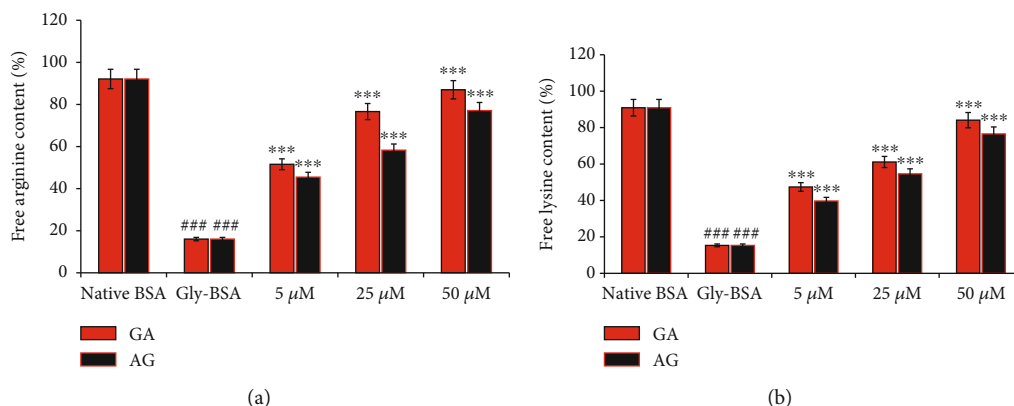 120
100
80
60
40
20
0
Free arginine content (%)
### ###
*** ***
*** ***
*** ***
Native BSA Gly-BSA 5 μM 25 μM 50 μM
GA
AG
(a)
120
100
80
60
40
20
0
Free lysine content (%)
### ###
*** ***
*** ***
*** ***
Native BSA Gly-BSA 5 μM 25 μM 50 μM
GA
AG
(b)